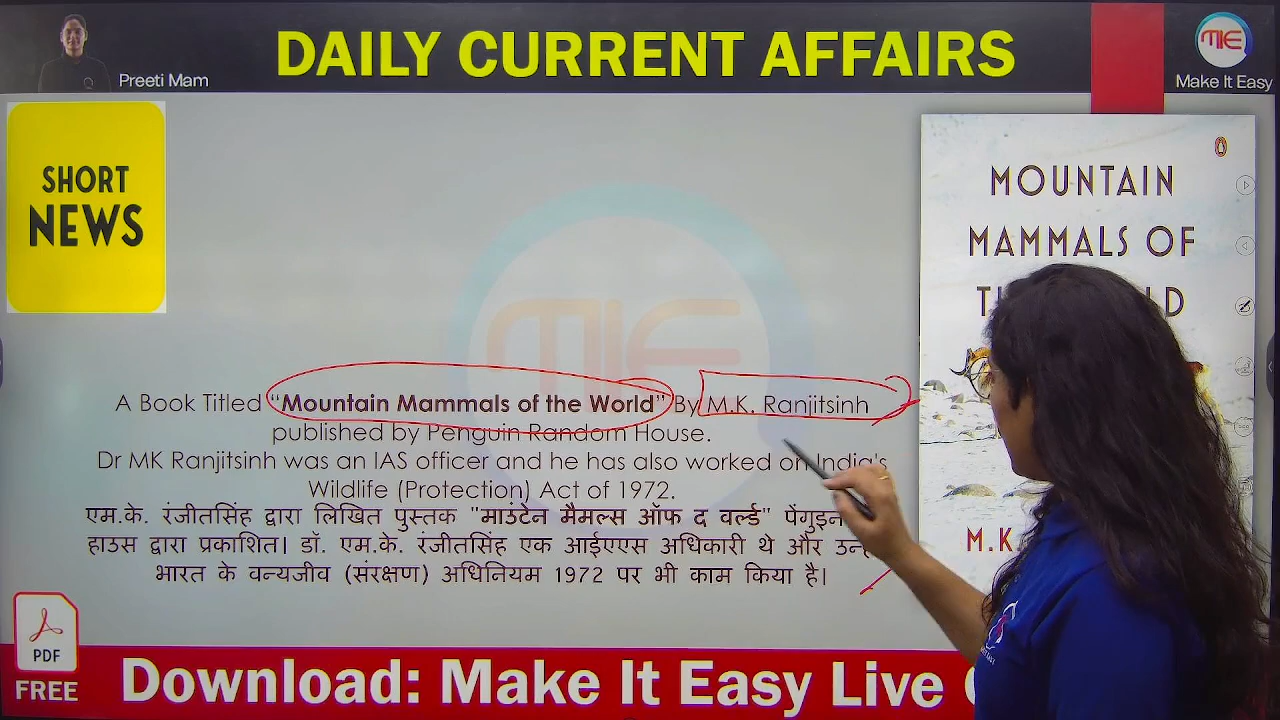 Preeti Mam
DAILY CURRENT AFFAIRS
MIE
Make It Easy
SHORT
NEWS
MOUNTAIN
MAMMALS OF
MIE
A Book Titled “Mountain Mammals of the World” By M.K. Ranjitsinh
published by Penguin Random House.
Dr MK Ranjitsinh was an IAS officer and he has also worked on India's
Wildlife (Protection) Act of 1972.
एम.के. रंजीतसिंह द्वारा लिखित पुस्तक "माउंटेन मैमल्स ऑफ द वर्ल्ड" पेंगुइन
हाउस द्वारा प्रकाशित। डॉ. एम.के. रंजीतसिंह एक आईएएस अधिकारी थे और
भारत के वन्यजीव (संरक्षण) अधिनियम 1972 पर भी काम किया है।
M.K.
PDF
FREE
Download: Make It Easy Live